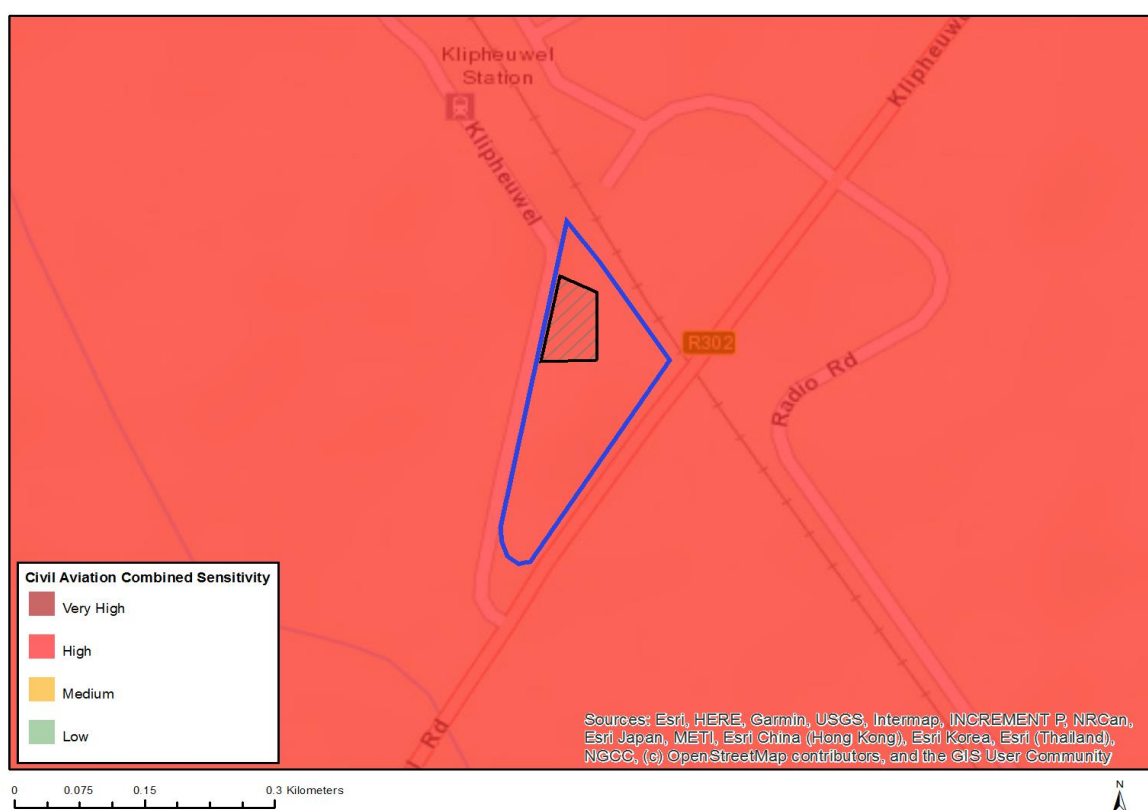 Klipheuwel
Station
Klipheuwel
Klipheuwel
R302
Radio Rd
Rd
Civil Aviation Combined Sensitivity
Very High
High
Medium
Low
Sources: Esri, HERE, Garmin, USGS, Intermap, INCREMENT P, NRCan,
Esri Japan, METI, Esri China (Hong Kong), Esri Korea, Esri (Thailand),
NGCC, (c) OpenStreetMap contributors, and the GIS User Community
0 0.075 0.15 0.3 Kilometers
N